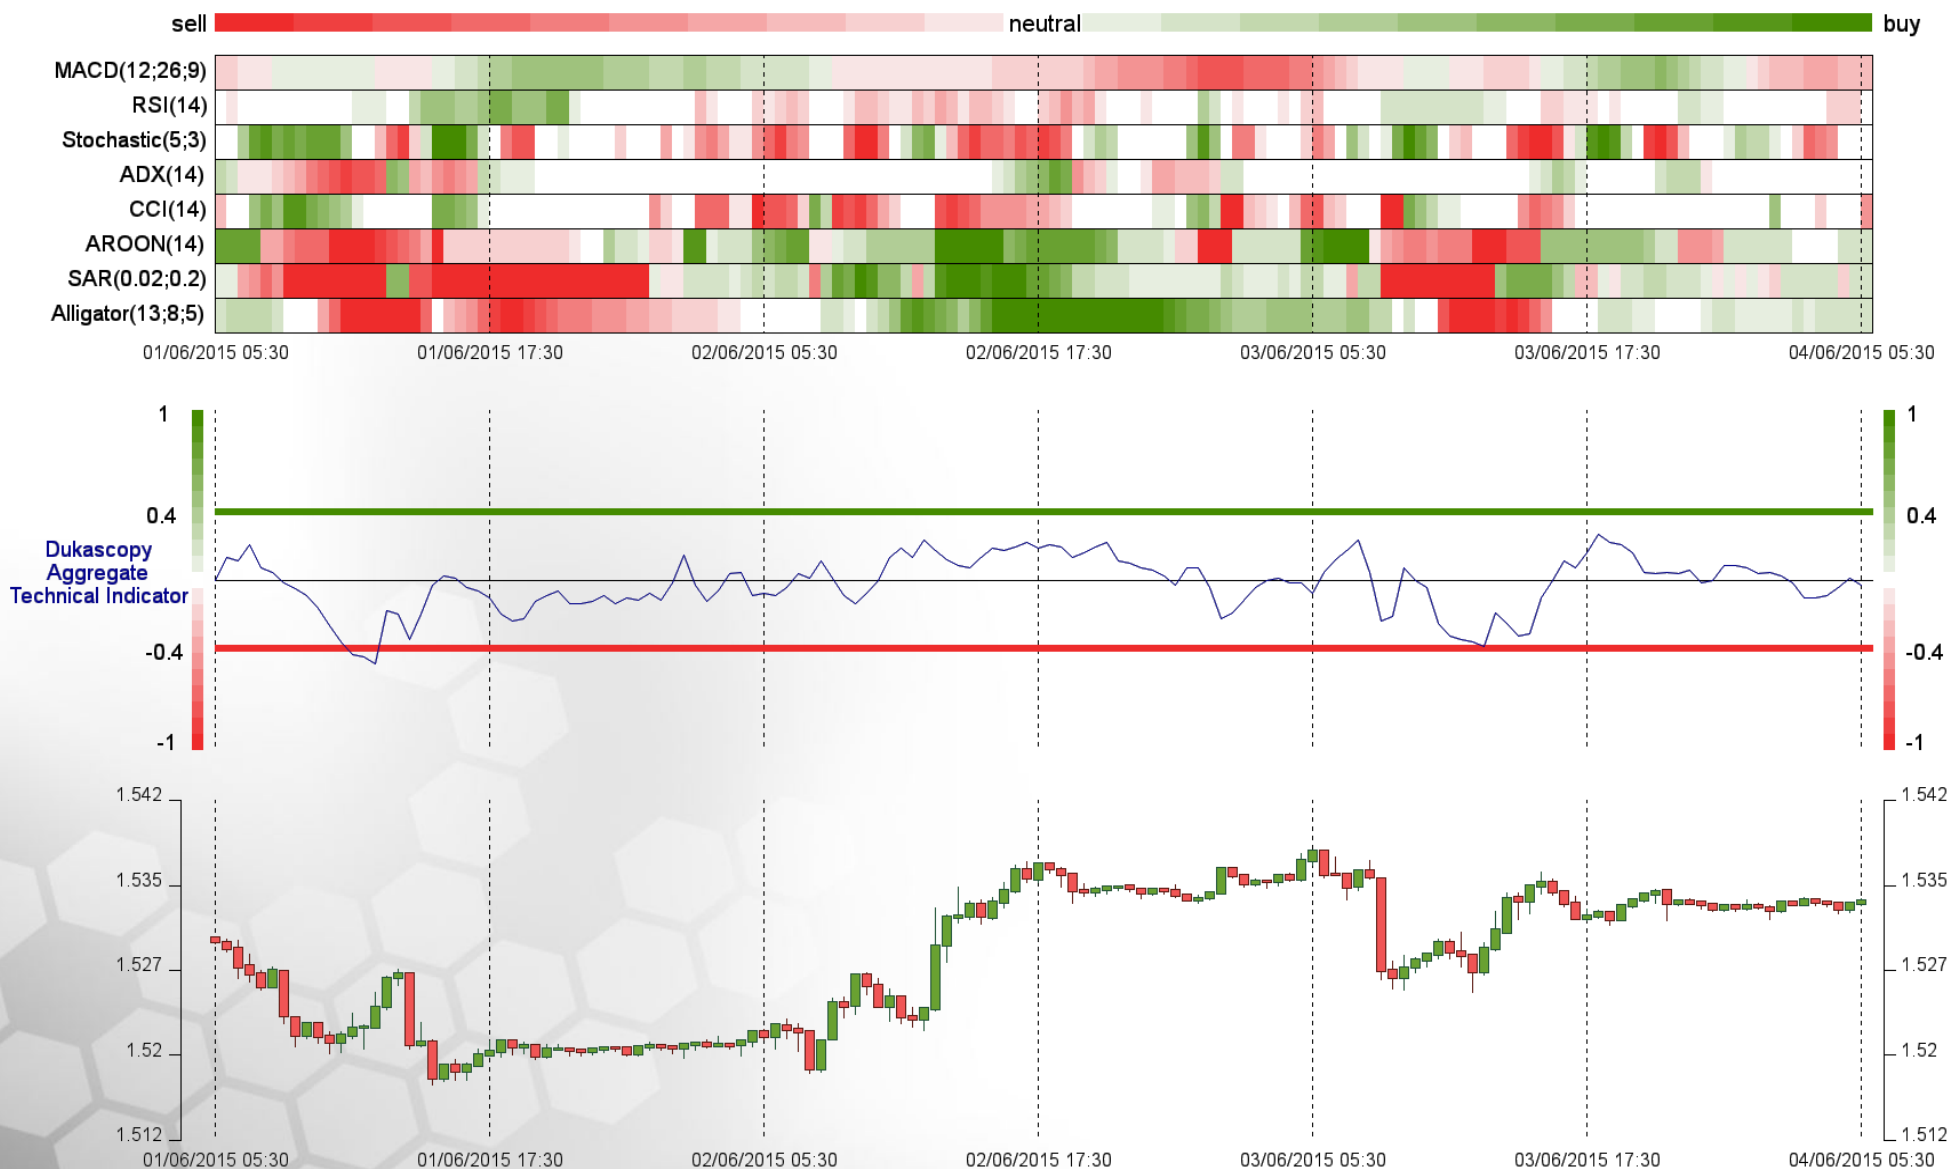 sell neutral buy
MACD(12;26;9)
RSI(14)
Stochastic(5;3)
ADX(14)
CCI(14)
AROON(14)
SAR(0.02;0.2)
Alligator(13;8;5)
01/06/2015 05:30 01/06/2015 17:30 02/06/2015 05:30 02/06/2015 17:30 03/06/2015 05:30 03/06/2015 17:30 04/06/2015 05:30
1 1
0.4 0.4
Dukascopy
Aggregate
Technical Indicator
-0.4 -0.4
-1 -1
1.542 1.542
1.535 1.535
1.527 1.527
1.52 1.52
1.512 1.512
01/06/2015 05:30 01/06/2015 17:30 02/06/2015 05:30 02/06/2015 17:30 03/06/2015 05:30 03/06/2015 17:30 04/06/2015 05:30